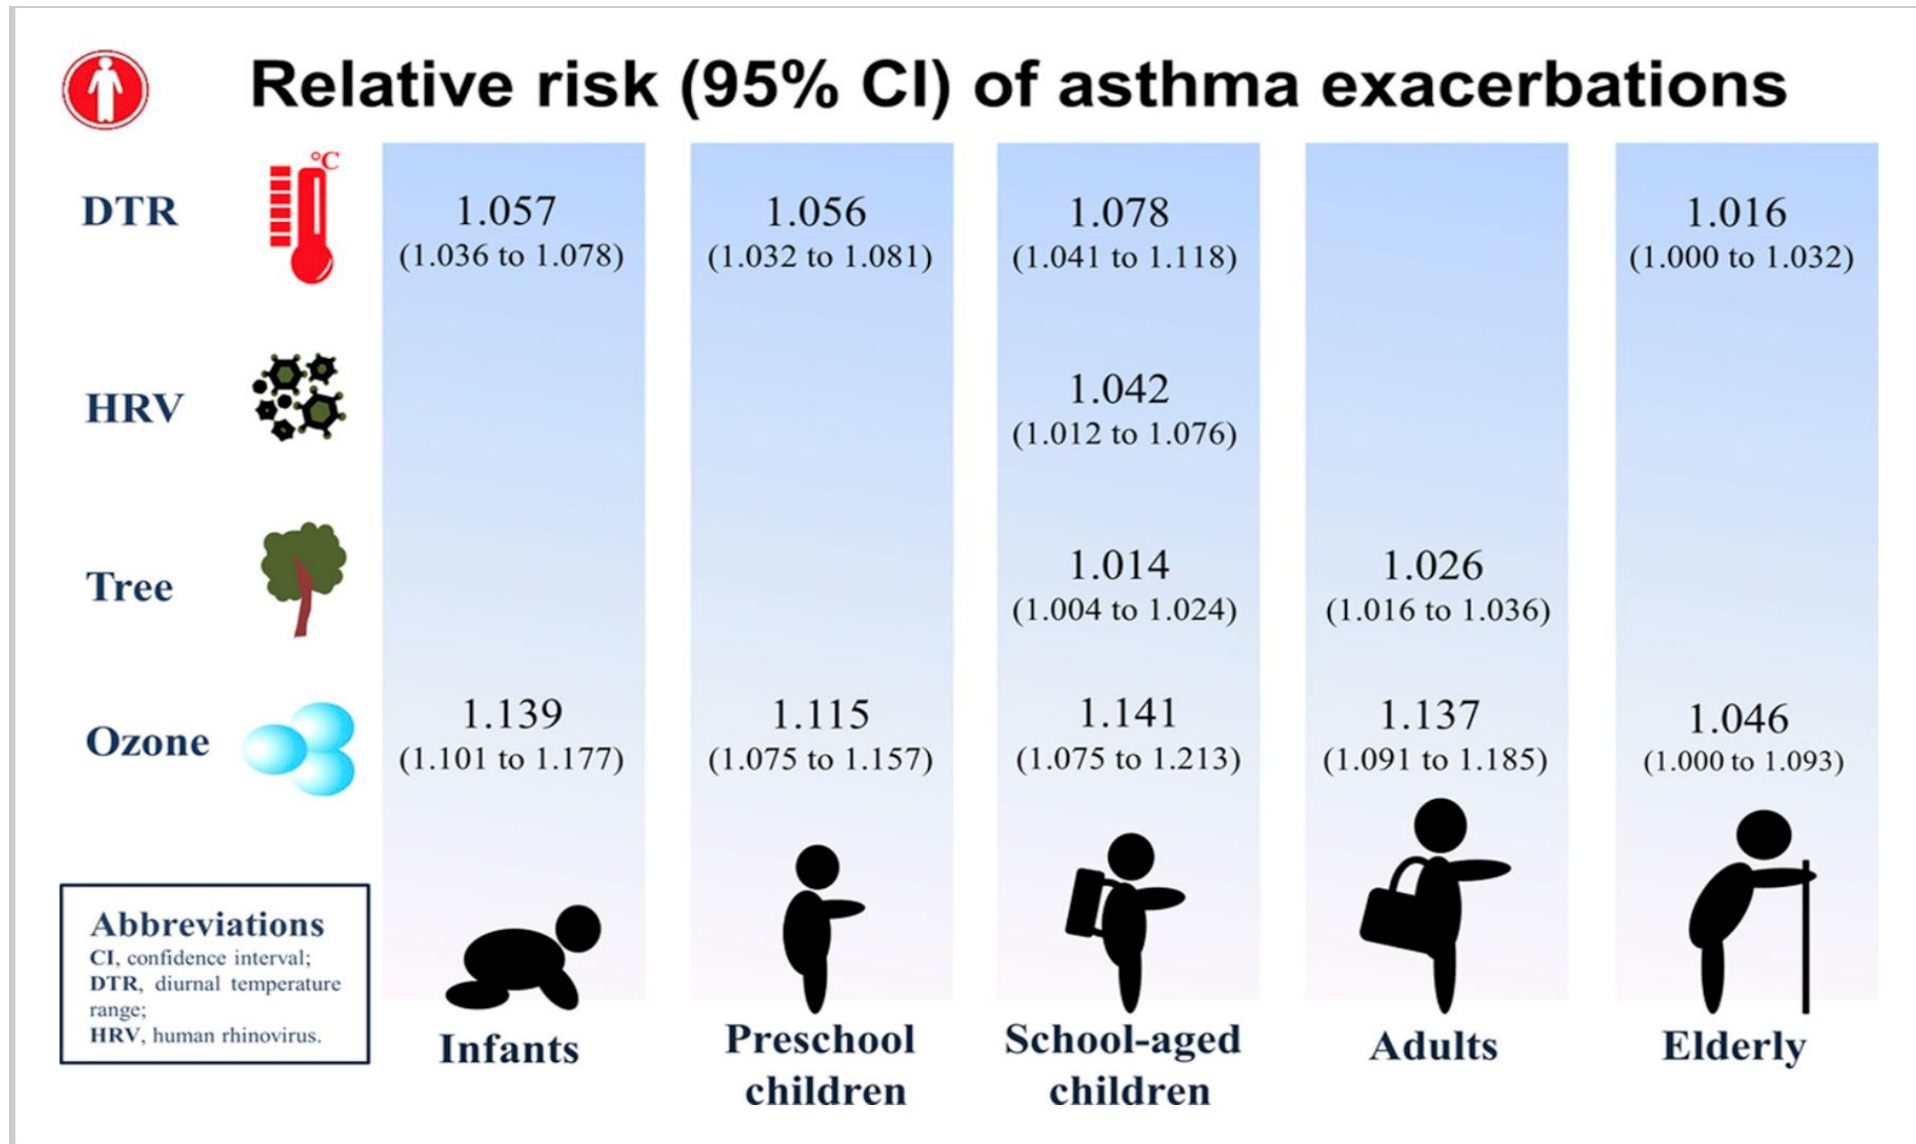 Relative risk (95% CI) of asthma exacerbations
°C
DTR
1.057
(1.036 to 1.078)
1.056
(1.032 to 1.081)
1.078
(1.041 to 1.118)
1.016
(1.000 to 1.032)
HRV
1.042
(1.012 to 1.076)
Tree
1.014
(1.004 to 1.024)
1.026
(1.016 to 1.036)
Ozone
1.139
(1.101 to 1.177)
1.115
(1.075 to 1.157)
1.141
(1.075 to 1.213)
1.137
(1.091 to 1.185)
1.046
(1.000 to 1.093)
Abbreviations
CI, confidence interval;
DTR, diurnal temperature
range;
HRV, human rhinovirus.
Infants
Preschool
children
School-aged
children
Adults
Elderly